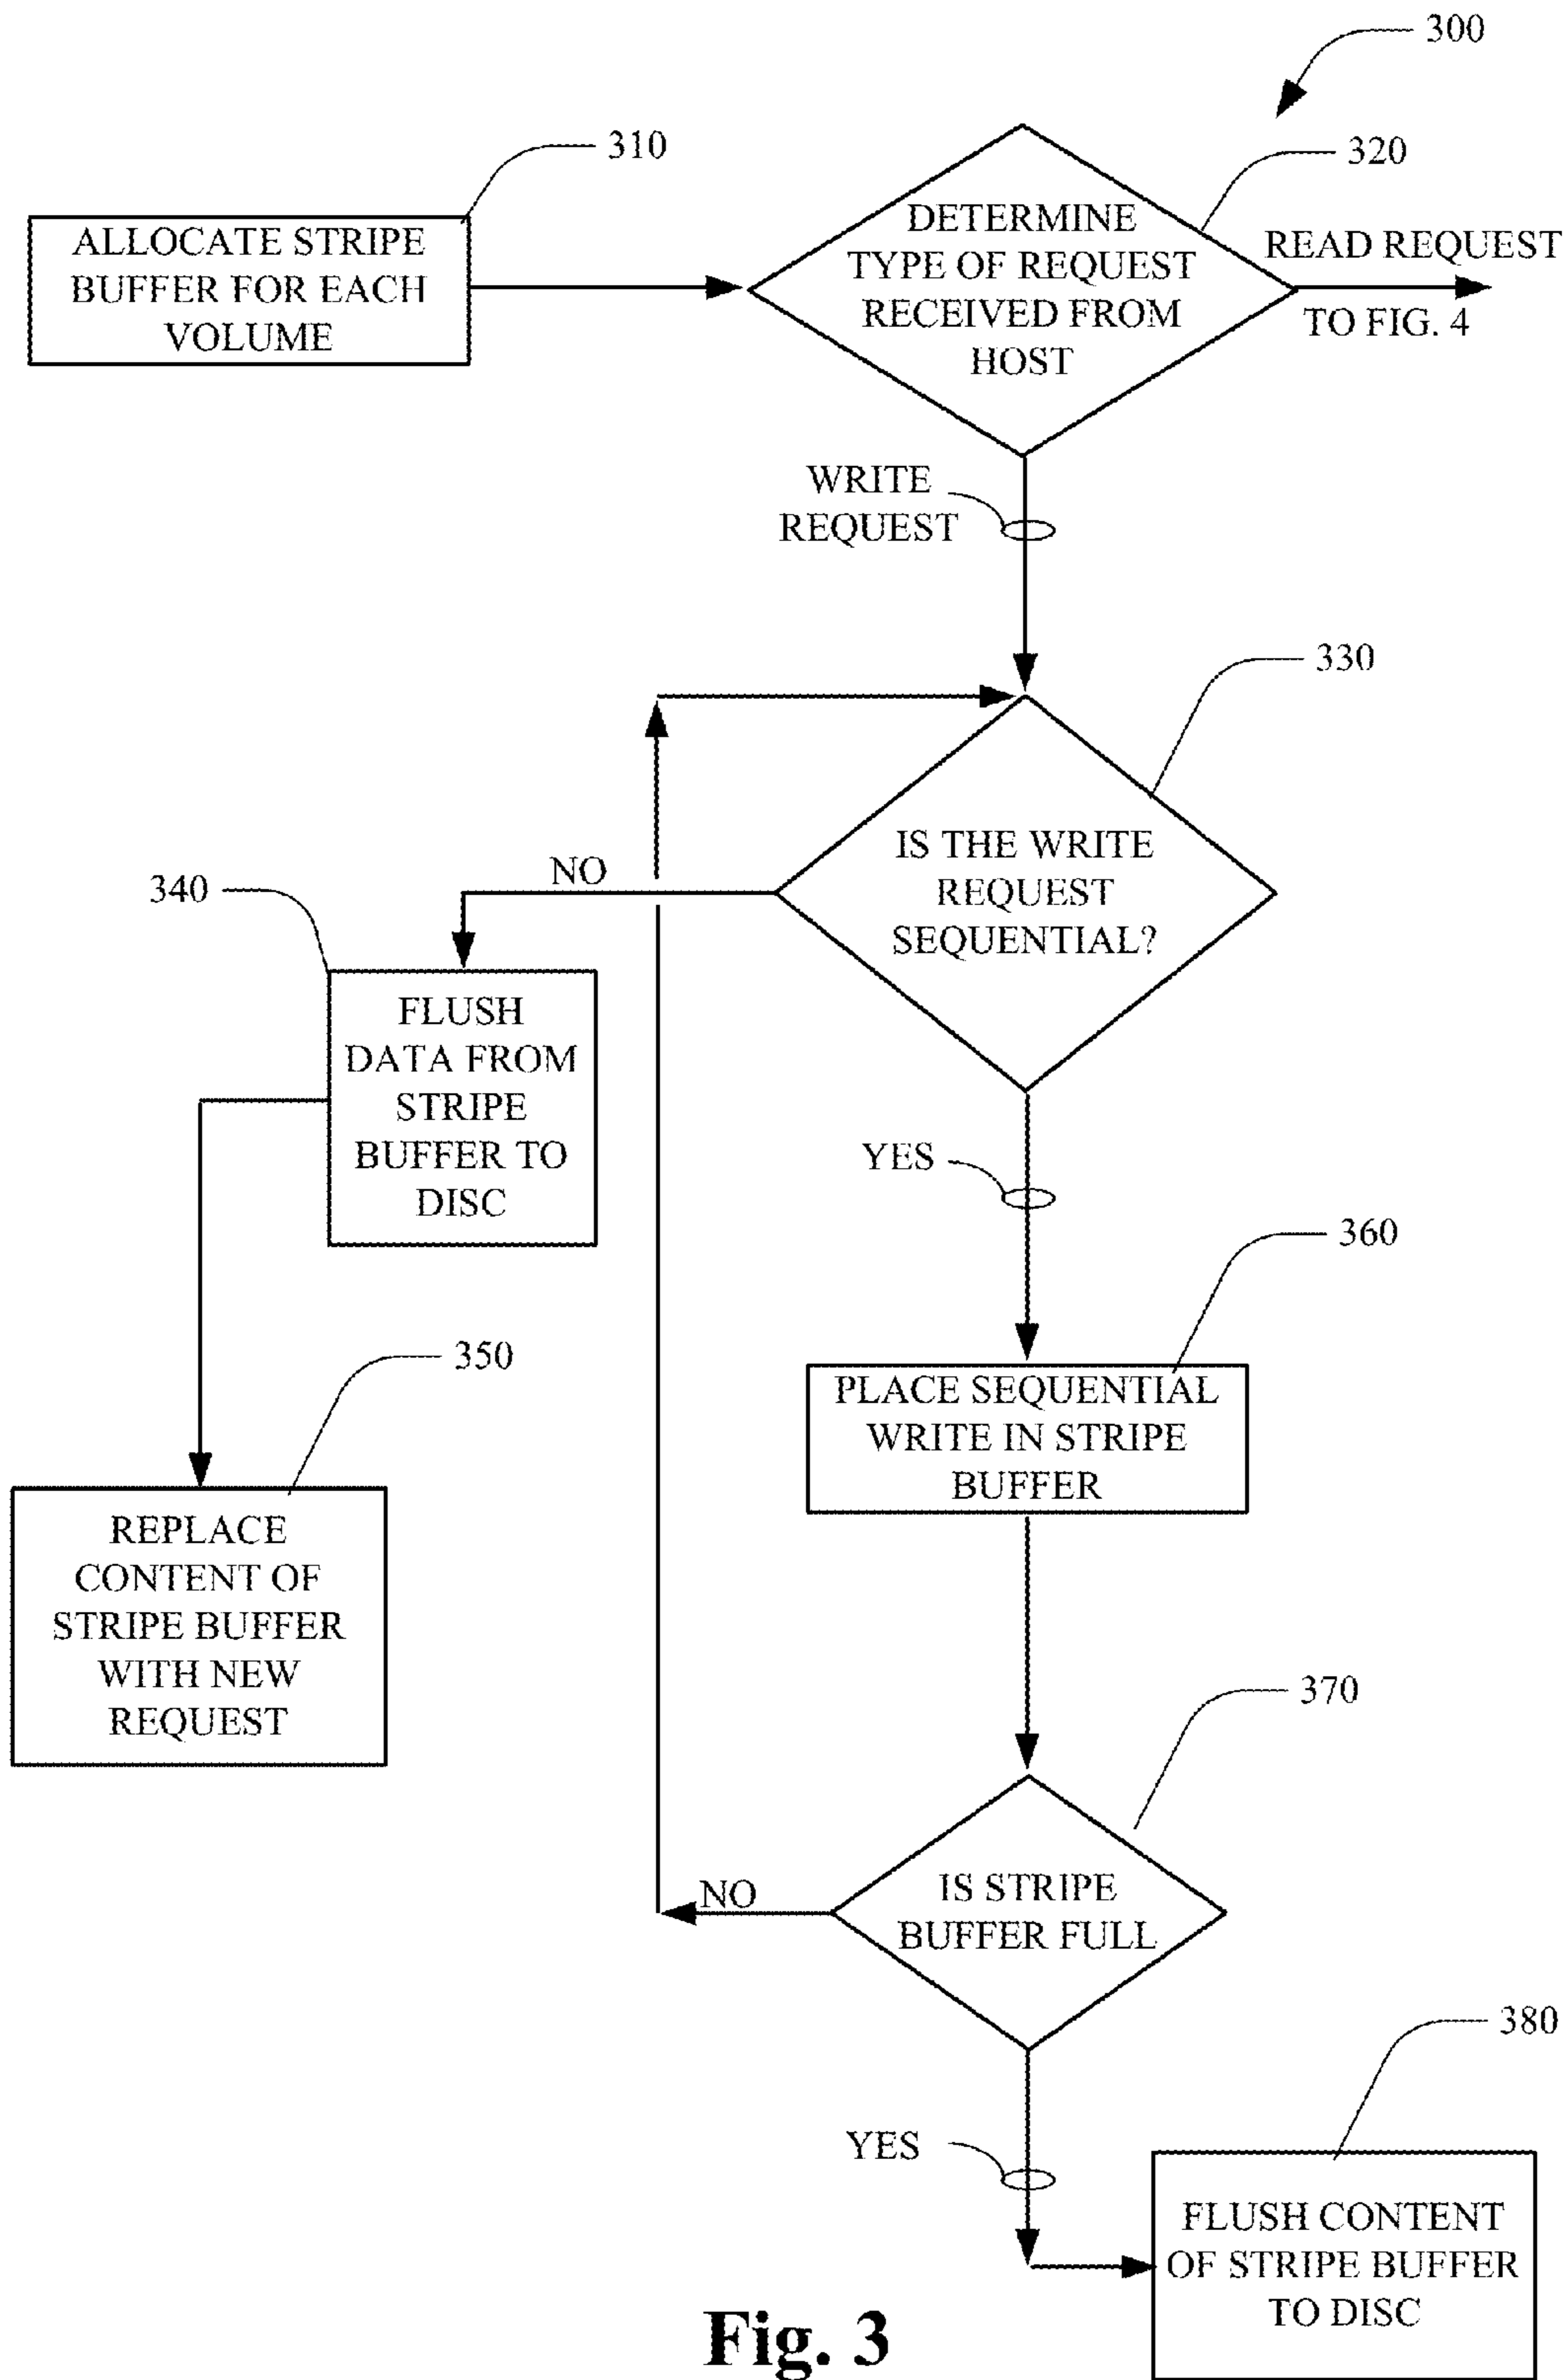 300
310
320
ALLOCATE STRIPE
BUFFER FOR EACH
VOLUME
DETERMINE
TYPE OF REQUEST
RECEIVED FROM
HOST
READ REQUEST
TO FIG. 4
WRITE
REQUEST
330
IS THE WRITE
REQUEST
SEQUENTIAL?
NO
340
FLUSH
DATA FROM
STRIPE
BUFFER TO
DISC
YES
360
350
PLACE SEQUENTIAL
WRITE IN STRIPE
BUFFER
REPLACE
CONTENT OF
STRIPE BUFFER
WITH NEW
REQUEST
370
IS STRIPE
BUFFER FULL
NO
380
YES
FLUSH CONTENT
OF STRIPE BUFFER
TO DISC
Fig. 3